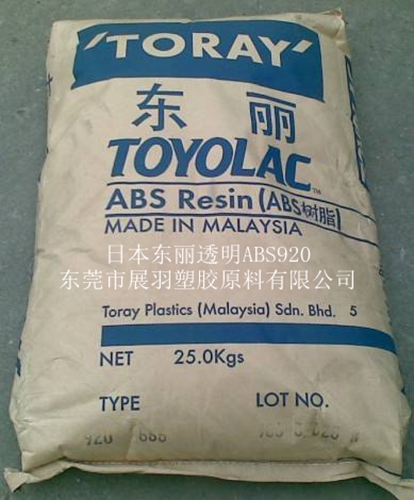 'TORAY'
东丽
TOYOLAC™
ABS Resin (ABS树脂)
MADE IN MALAYSIA
日本东丽透明ABS920
东莞市展羽塑胶原料有限公司
Toray Plastics (Malaysia) Sdn. Bhd. 5
NET 25.0Kgs
TYPE LOT NO.
920